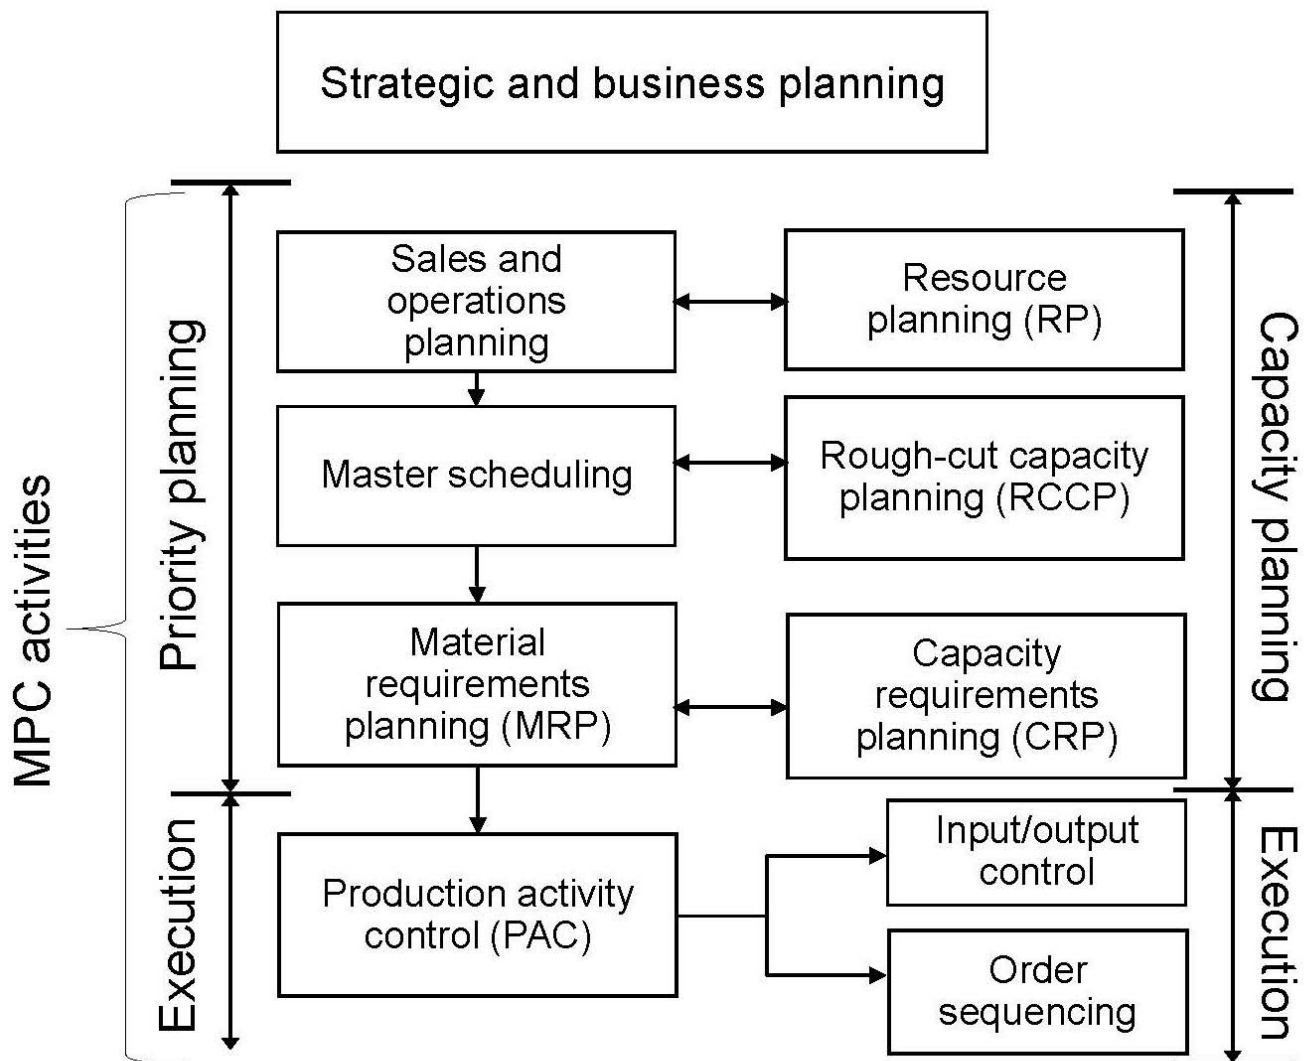 Strategic and business planning
MPC activities
Priority planning
Execution
Sales and
operations
planning
Resource
planning (RP)
Master scheduling
Rough-cut capacity
planning (RCCP)
Material
requirements
planning (MRP)
Capacity
requirements
planning (CRP)
Production activity
control (PAC)
Input/output
control
Order
sequencing
Capacity planning
Execution